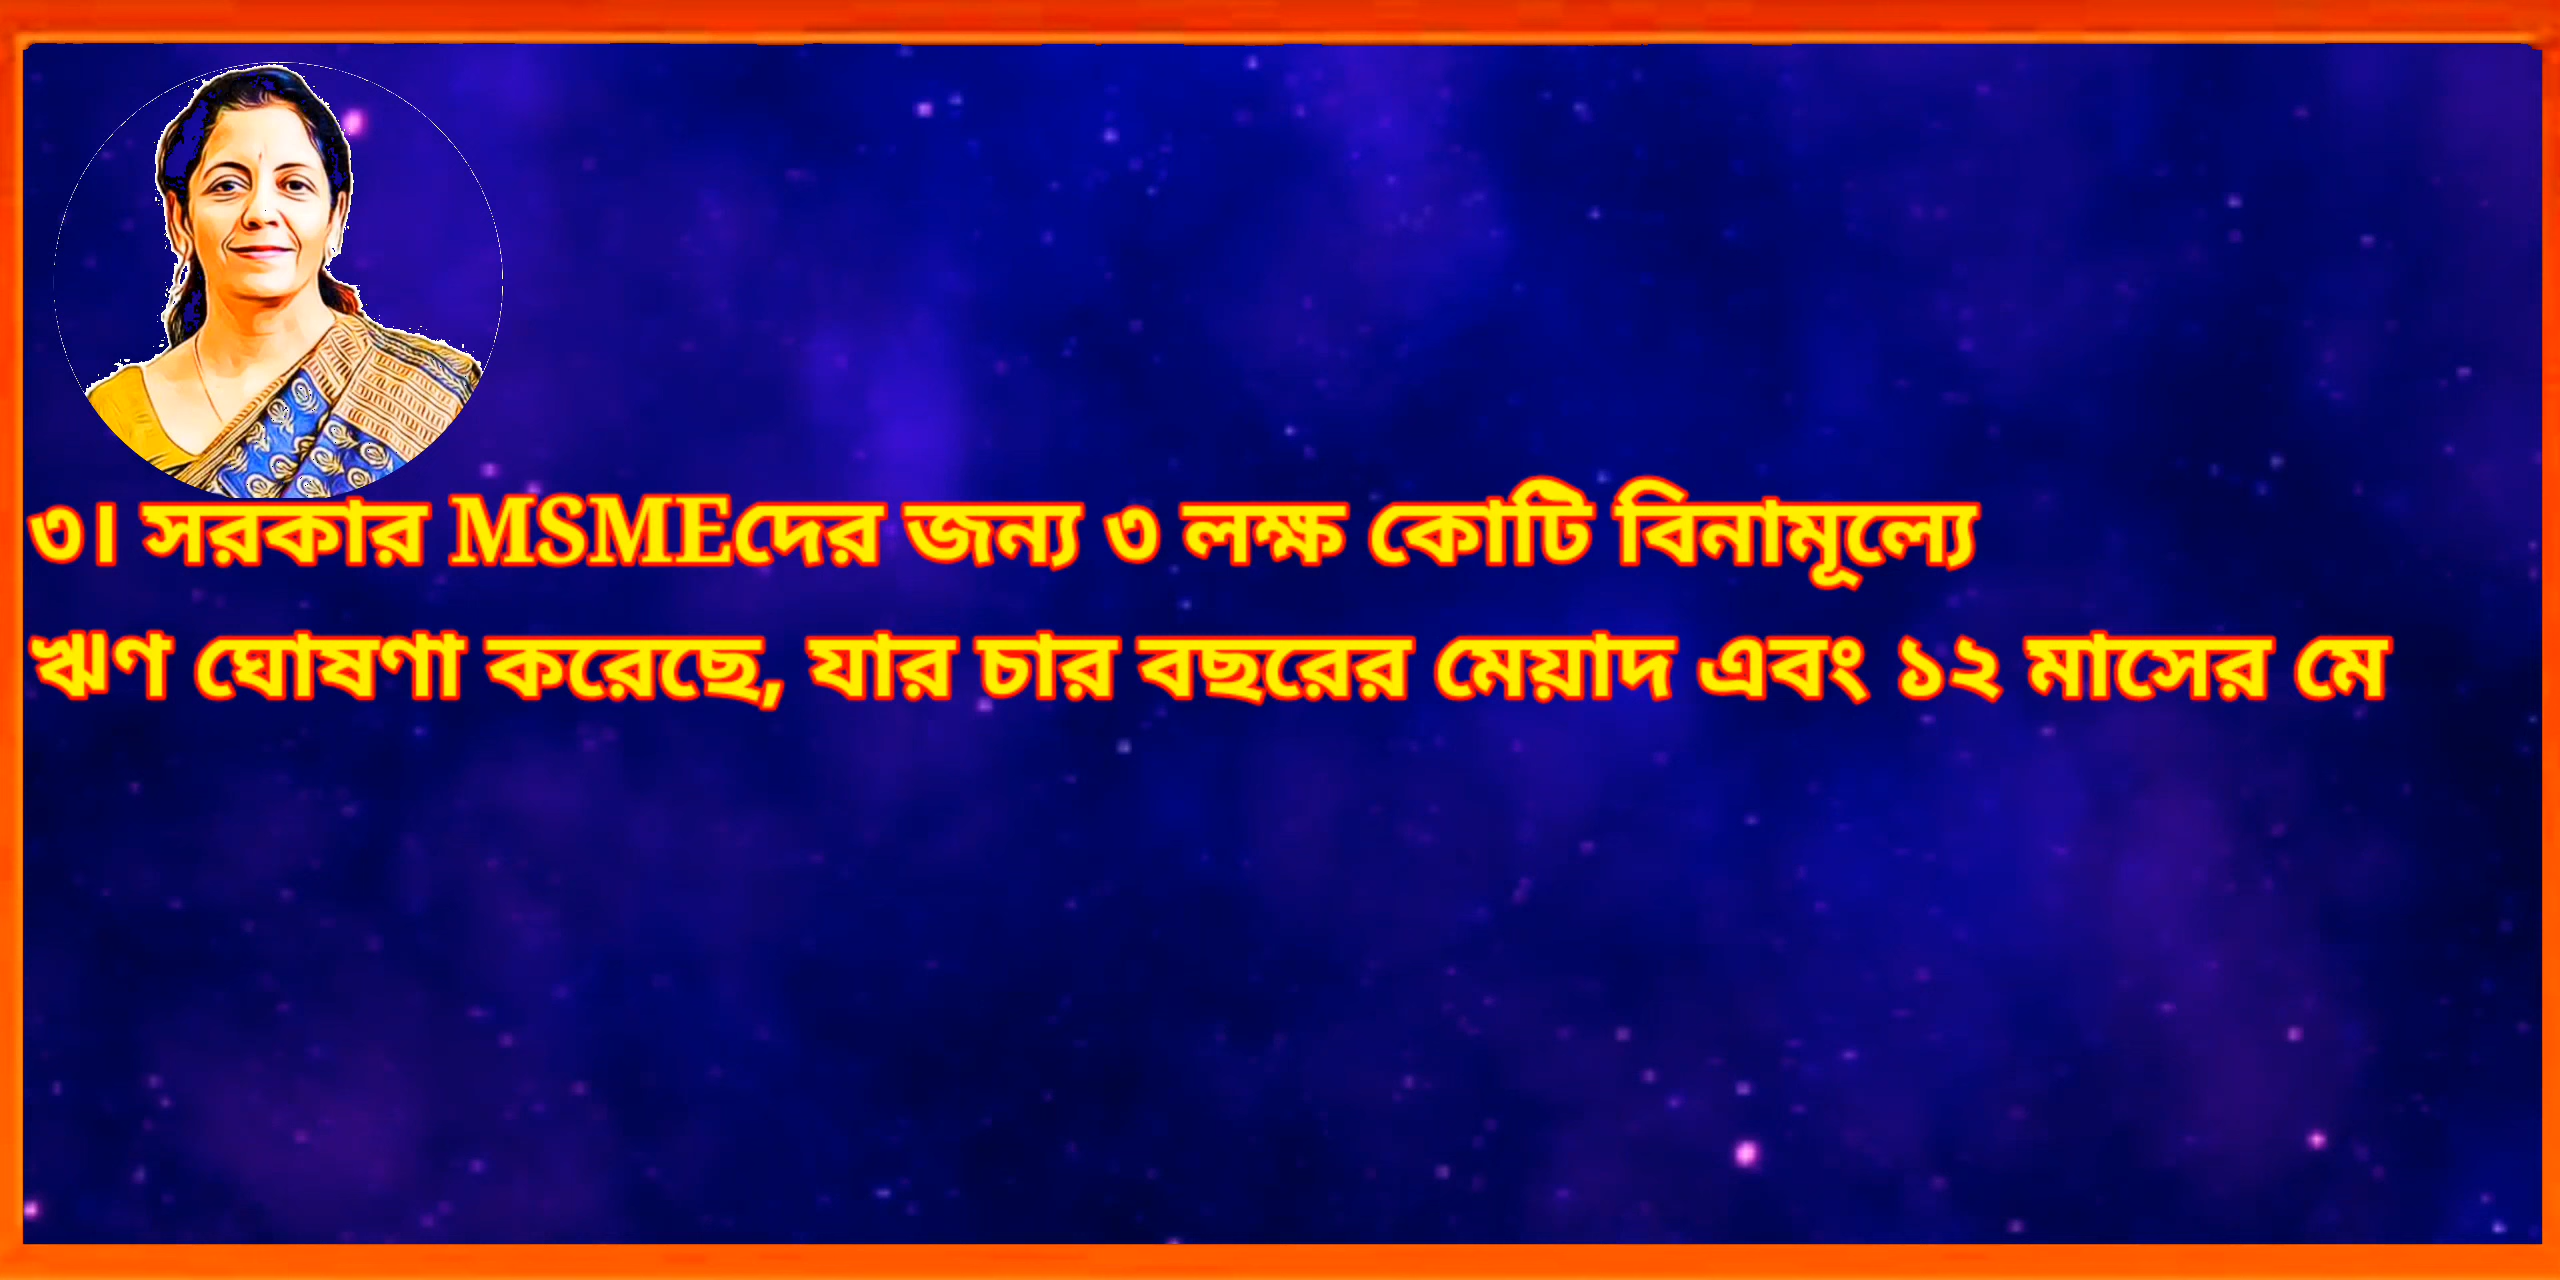 ৩। সরকার MSMEদের জন্য ৩ লক্ষ কোটি বিনামূল্যে
ঋণ ঘোষণা করেছে, যার চার বছরের মেয়াদ এবং ১২ মাসের মে